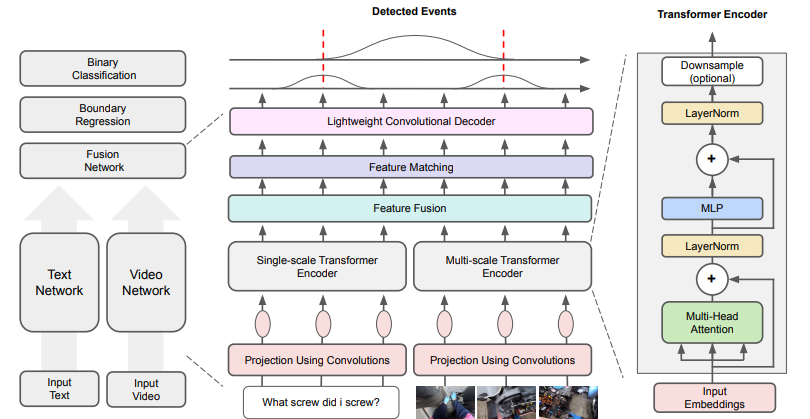 Detected Events
Transformer Encoder
Binary
Classification
Boundary
Regression
Fusion
Network
Text
Network
Video
Network
Input
Text
Input
Video
Lightweight Convolutional Decoder
Feature Matching
Feature Fusion
Single-scale Transformer
Encoder
Multi-scale Transformer
Encoder
Projection Using Convolutions
Projection Using Convolutions
What screw did i screw?
Downsample
(optional)
LayerNorm
+
MLP
LayerNorm
+
Multi-Head
Attention
Input
Embeddings